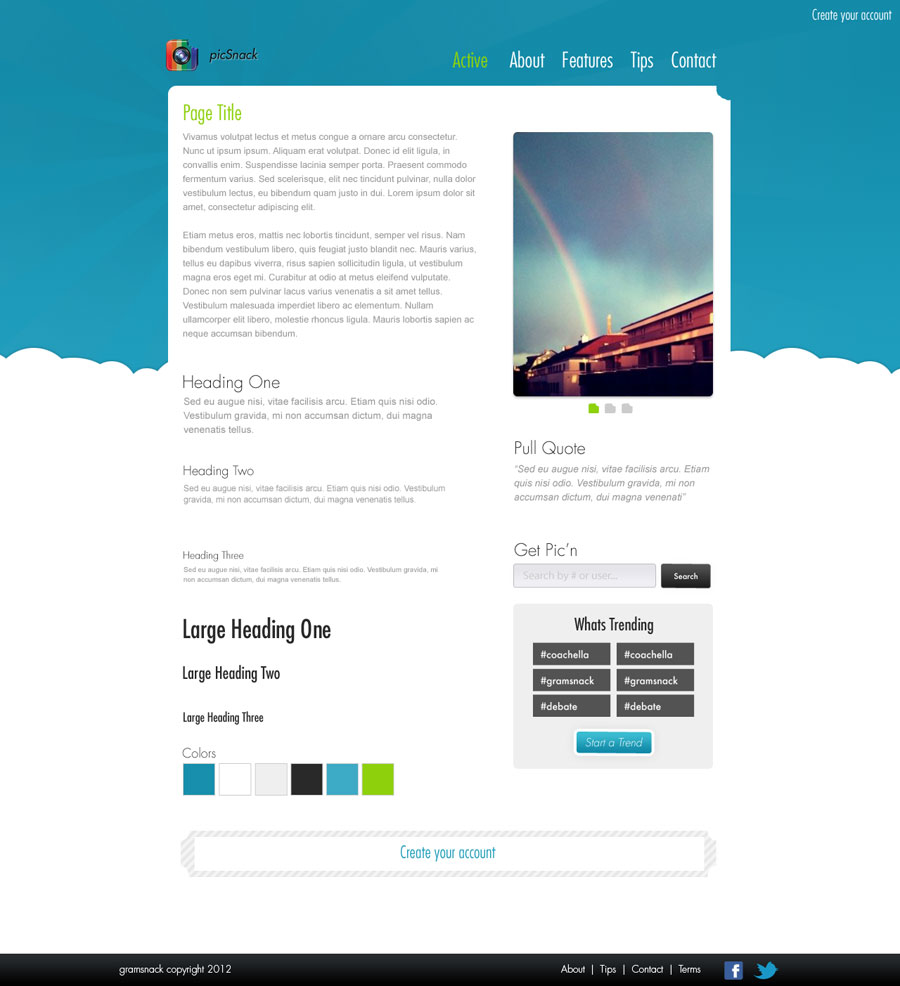 Create your account
picSnack
Active About Features Tips Contact
Page Title
Vivamus volutpat lectus et metus congue a ornare arcu consectetur.
Nunc ut ipsum ipsum. Aliquam erat volutpat. Donec id elit ligula, in
convallis enim. Suspendisse lacinia semper porta. Praesent commodo
fermentum varius. Sed scelerisque, elit nec tincidunt pulvinar, nulla dolor
vestibulum lectus, eu bibendum quam justo in dui. Lorem ipsum dolor sit
amet, consectetur adipiscing elit.
Etiam metus eros, mattis nec lobortis tincidunt, semper vel risus. Nam
bibendum vestibulum libero, quis feugiat justo blandit nec. Mauris varius,
tellus eu dapibus viverra, risus sapien sollicitudin ligula, ut vestibulum
magna eros eget mi. Curabitur at odio at metus eleifend vulputate.
Donec non sem pulvinar lacus varius venenatis a sit amet tellus.
Vestibulum malesuada imperdiet libero ac elementum. Nullam
ullamcorper elit libero, molestie rhoncus ligula. Mauris lobortis sapien ac
neque accumsan bibendum.
Heading One
Sed eu augue nisi, vitae facilisis arcu. Etiam quis nisi odio.
Vestibulum gravida, mi non accumsan dictum, dui magna
venenatis tellus.
Heading Two
Sed eu augue nisi, vitae facilisis arcu. Etiam quis nisi odio. Vestibulum
gravida, mi non accumsan dictum, dui magna venenatis tellus.
Heading Three
Sed eu augue nisi, vitae facilisis arcu. Etiam quis nisi odio. Vestibulum gravida, mi
non accumsan dictum, dui magna venenatis tellus.
Large Heading One
Large Heading Two
Large Heading Three
Colors
Pull Quote
“Sed eu augue nisi, vitae facilisis arcu. Etiam
quis nisi odio. Vestibulum gravida, mi non
accumsan dictum, dui magna venenati”
Get Pic’n
Search by # or user... Search
Whats Trending
#coachella #coachella
#gramsnack #gramsnack
#debate #debate
Start a Trend
Create your account
gramsnack copyright 2012
About | Tips | Contact | Terms
f